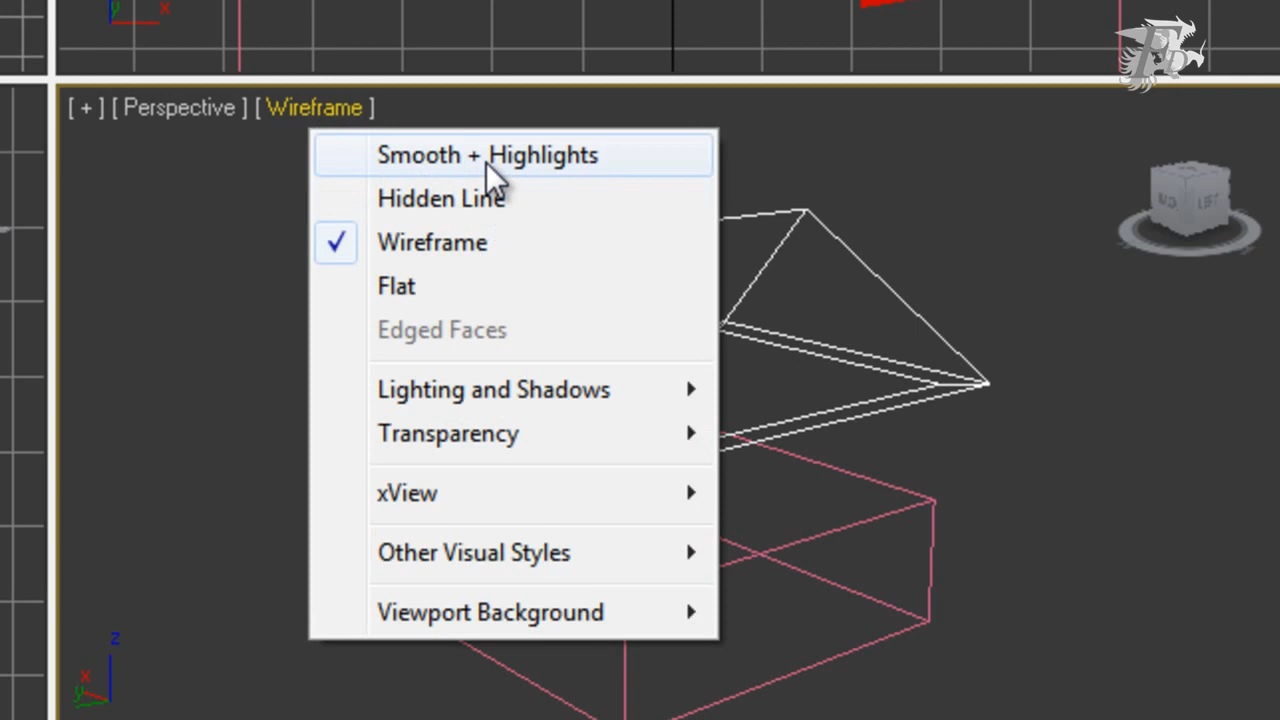 y x
[ + ] [ Perspective ] [ Wireframe ]
Smooth + Highlights
Hidden Line
Wireframe
Flat
Edged Faces
Lighting and Shadows
Transparency
xView
Other Visual Styles
Viewport Background
LEFT
z
x
y